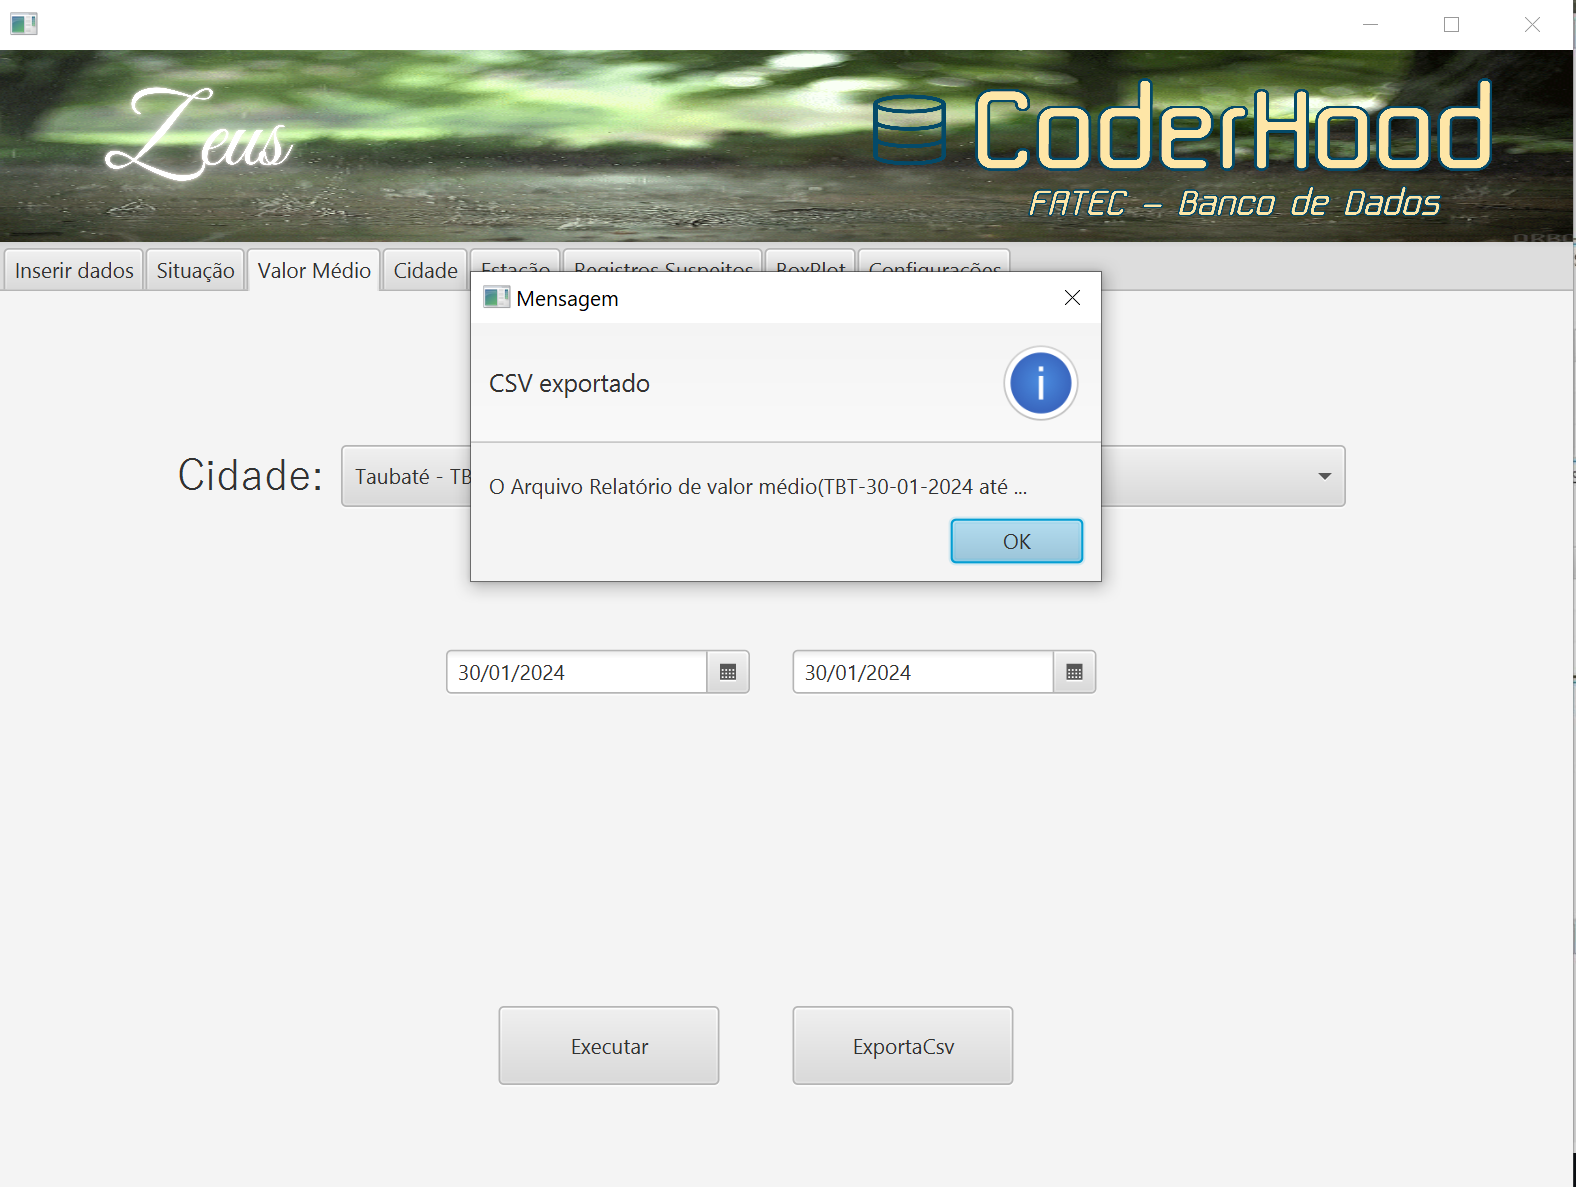 Zeus
CoderHood
FATEC – Banco de Dados
Inserir dados Situação Valor Médio Cidade Estação Registros Suspeitos BoxPlot Configurações
Mensagem
CSV exportado
Cidade: Taubaté - TB
O Arquivo Relatório de valor médio(TBT-30-01-2024 até ...
OK
30/01/2024 30/01/2024
Executar ExportaCsv